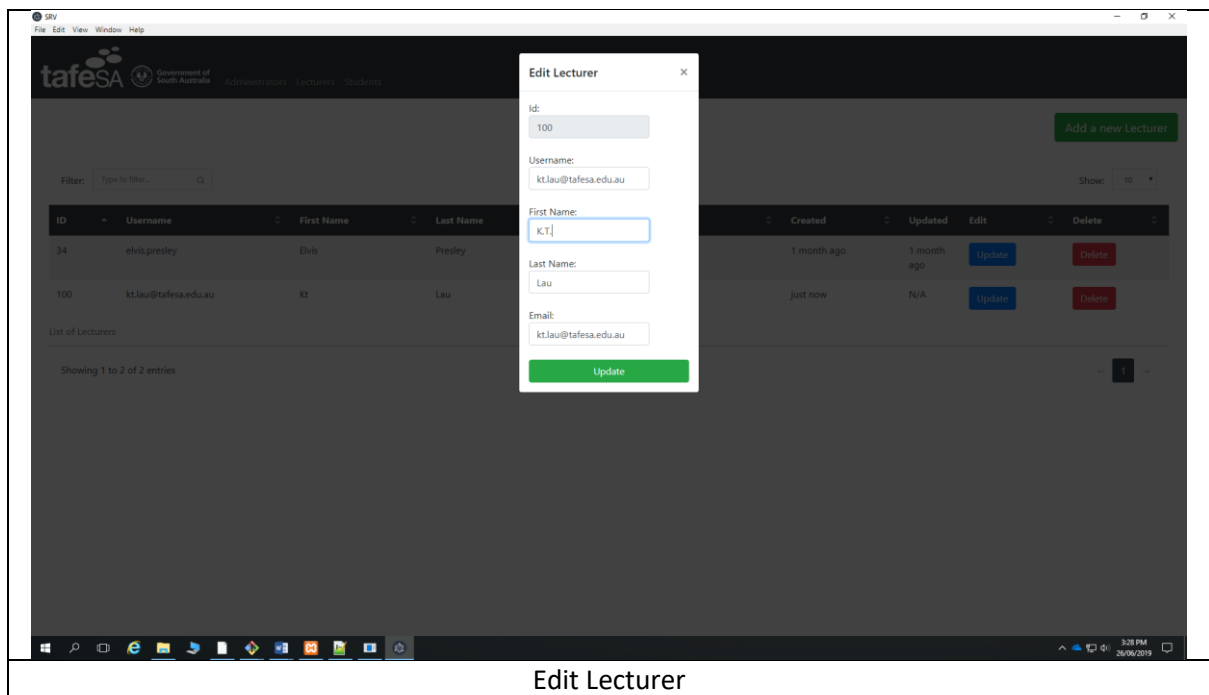 SRV
File Edit View Window Help
tafeSA Government of South Australia Administrators Lecturers Students
Edit Lecturer ×
Id:
100
Add a new Lecturer
Username:
kt.lau@tafesa.edu.au
Filter: Type to filter... Show: 10
First Name:
K.T.
ID Username First Name Last Name Created Updated Edit Delete
34 elvis.presley Elvis Presley 1 month ago 1 month ago Update Delete
Last Name:
Lau
100 kt.lau@tafesa.edu.au Kt Lau just now N/A Update Delete
Email:
kt.lau@tafesa.edu.au
List of Lecturers
Update
Showing 1 to 2 of 2 entries ← 1 →
3:28 PM
26/06/2019
Edit Lecturer